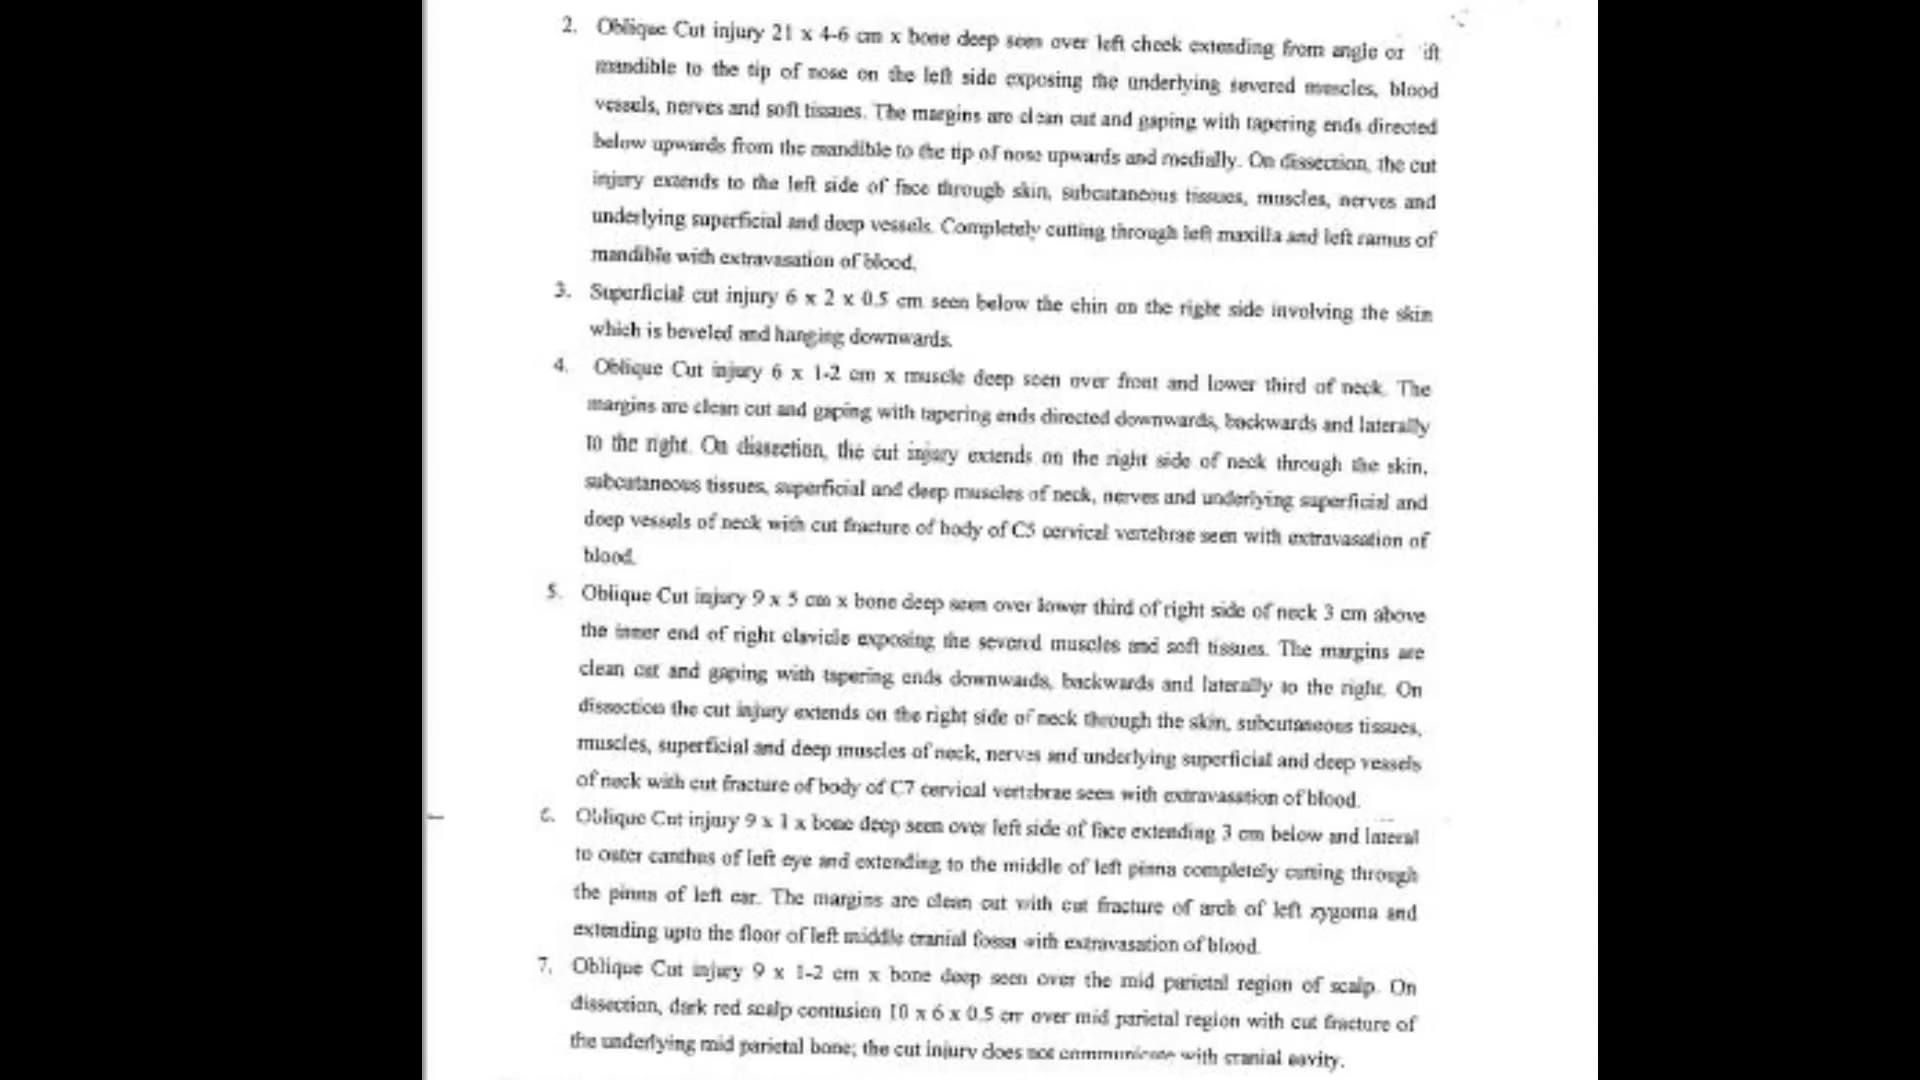 2. Oblique Cut injury 21 x 4-6 cm x bone deep seen over left cheek extending from angle or
mandible to the tip of nose on the left side exposing the underlying severed muscles, blood
vessels, nerves and soft tissues. The margins are clean cut and gaping with tapering ends directed
below upwards from the mandible to the tip of nose upwards and medially. On dissection, the cut
injury extends to the left side of face through skin, subcutaneous tissues, muscles, nerves and
underlying superficial and deep vessels. Completely cutting through left maxilla and left ramus of
mandible with extravasation of blood.
3. Superficial cut injury 6 x 2 x 0.5 cm seen below the chin on the right side involving the skin
which is beveled and hanging downwards.
4. Oblique Cut injury 6 x 1-2 cm x muscle deep seen over front and lower third of neck. The
margins are clean cut and gaping with tapering ends directed downwards, backwards and laterally
to the right. On dissection, the cut injury extends on the right side of neck through the skin,
subcutaneous tissues, superficial and deep muscles of neck, nerves and underlying superficial and
deep vessels of neck with cut fracture of body of C5 cervical vertebrae seen with extravasation of
blood.
5. Oblique Cut injury 9 x 5 cm x bone deep seen over lower third of right side of neck 3 cm above
the inner end of right clavicle exposing the severed muscles and soft tissues. The margins are
clean cut and gaping with tapering ends downwards, backwards and laterally to the right. On
dissection the cut injury extends on the right side of neck through the skin, subcutaneous tissues,
muscles, superficial and deep muscles of neck, nerves and underlying superficial and deep vessels
of neck with cut fracture of body of C7 cervical vertebrae seen with extravasation of blood.
6. Oblique Cut injury 9 x 1 x bone deep seen over left side of face extending 3 cm below and lateral
to outer canthus of left eye and extending to the middle of left pinna completely cutting through
the pinna of left ear. The margins are clean cut with cut fracture of arch of left zygoma and
extending upto the floor of left middle cranial fossa with extravasation of blood.
7. Oblique Cut injury 9 x 1-2 cm x bone deep seen over the mid parietal region of scalp. On
dissection, dark red scalp contusion 10 x 6 x 0.5 cm over mid parietal region with cut fracture of
the underlying mid parietal bone; the cut injury does not communicate with cranial cavity.